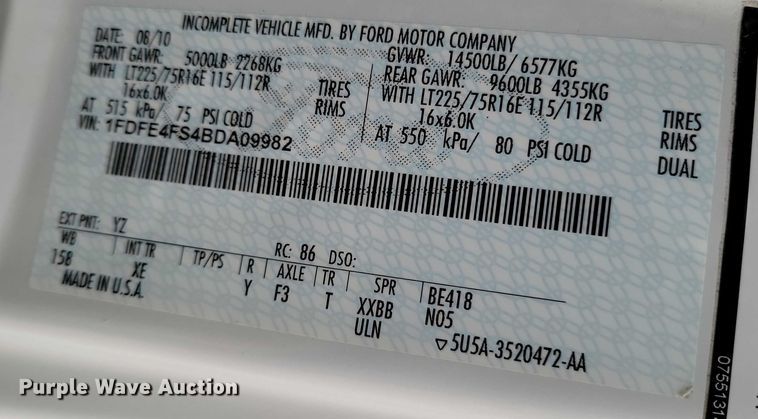 INCOMPLETE VEHICLE MFD. BY FORD MOTOR COMPANY
DATE: 08/10 GVWR: 14500LB/ 6577KG
FRONT GAWR: 5000LB 2268KG REAR GAWR: 9600LB 4355KG
WITH LT225/75R16E 115/112R TIRES WITH LT225/75R16E 115/112R TIRES
16x6.0K RIMS 16x6.0K RIMS
AT 515 kPa/ 75 PSI COLD AT 550 kPa/ 80 PSI COLD DUAL
VIN: 1FDFE4FS4BDA09982
EXT PNT: YZ RC: 86 DSO:
WB INT TR TP/PS R AXLE TR SPR BE418
158 XE Y F3 T XXBB N05
MADE IN U.S.A. ULN ▽5U5A-3520472-AA
0755131
Purple Wave Auction